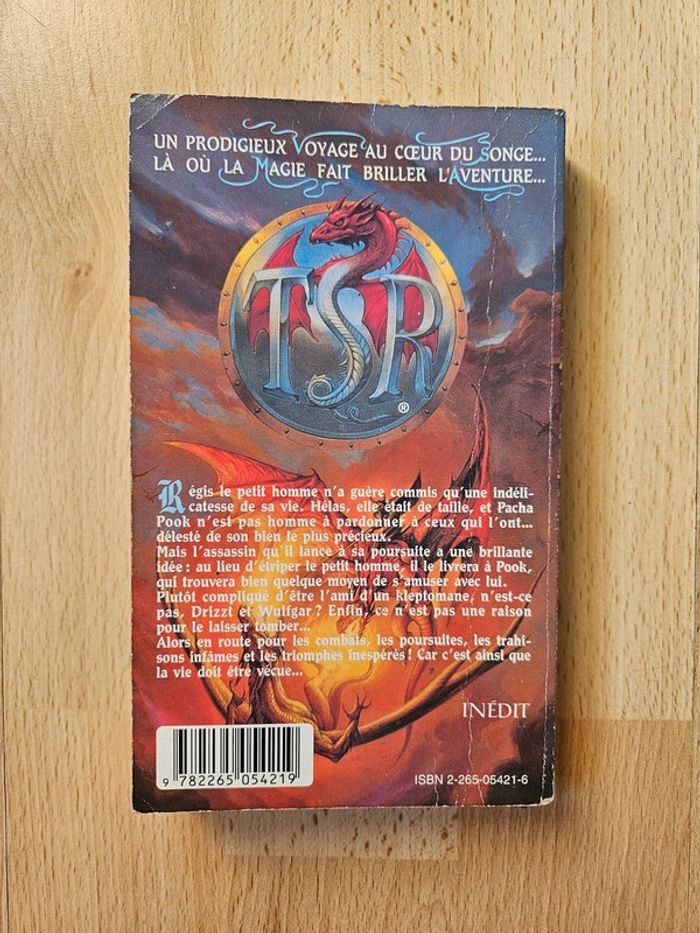 UN PRODIGIEUX VOYAGE AU CŒUR DU SONGE...
LÀ OÙ LA MAGIE FAIT BRILLER L'AVENTURE...
TSR
®
Régis le petit homme n'a guère commis qu'une indéli-
catesse de sa vie. Hélas, elle était de taille, et Pacha
Pook n'est pas homme à pardonner à ceux qui l'ont...
délesté de son bien le plus précieux.
Mais l'assassin qu'il lance à sa poursuite a une brillante
idée : au lieu d'étriper le petit homme, il le livrera à Pook,
qui trouvera bien quelque moyen de s'amuser avec lui.
Plutôt compliqué d'être l'ami d'un kleptomane, n'est-ce
pas, Drizzt et Wulfgar ? Enfin, ce n'est pas une raison
pour le laisser tomber...
Alors en route pour les combats, les poursuites, les trahi-
sons infâmes et les triomphes inespérés ! Car c'est ainsi que
la vie doit être vécue...
INÉDIT
9 782265 054219
ISBN 2-265-05421-6